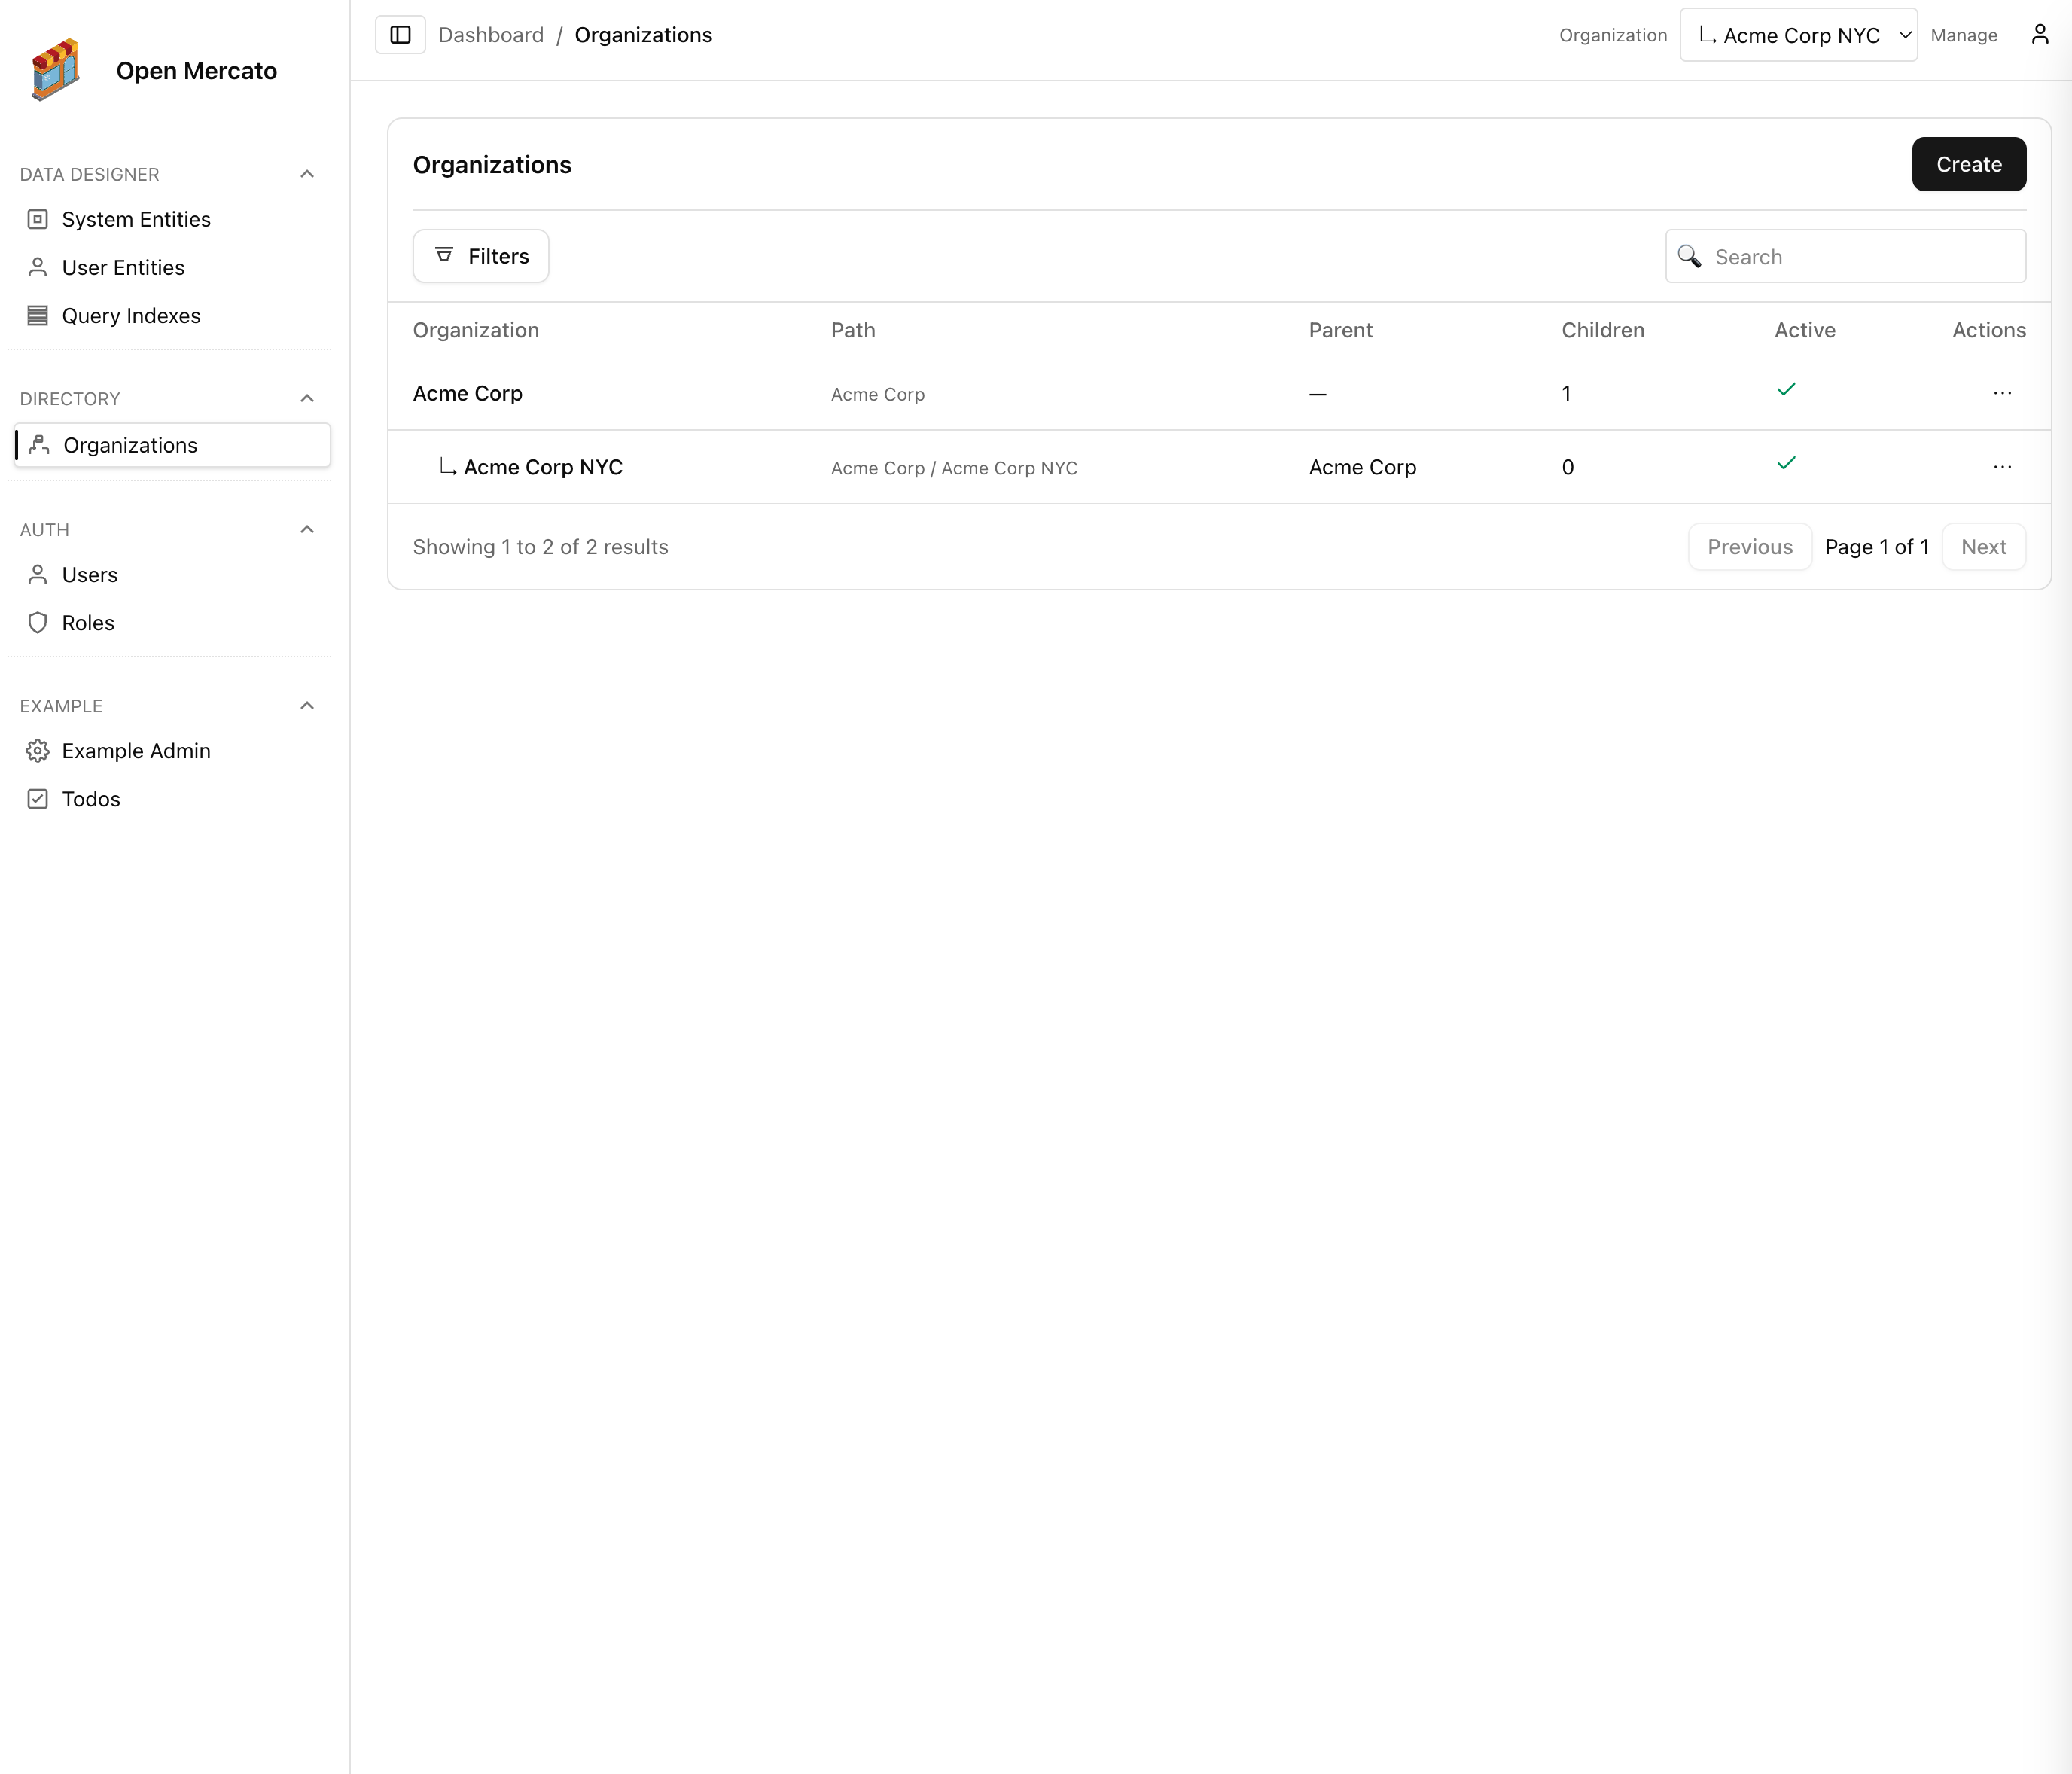 Open Mercato
DATA DESIGNER
System Entities
User Entities
Query Indexes
DIRECTORY
Organizations
AUTH
Users
Roles
EXAMPLE
Example Admin
Todos
Dashboard / Organizations
Organization Acme Corp NYC Manage
Organizations Create
Filters Search
Organization Path Parent Children Active Actions
Acme Corp Acme Corp — 1 ...
Acme Corp NYC Acme Corp / Acme Corp NYC Acme Corp 0 ...
Showing 1 to 2 of 2 results Previous Page 1 of 1 Next